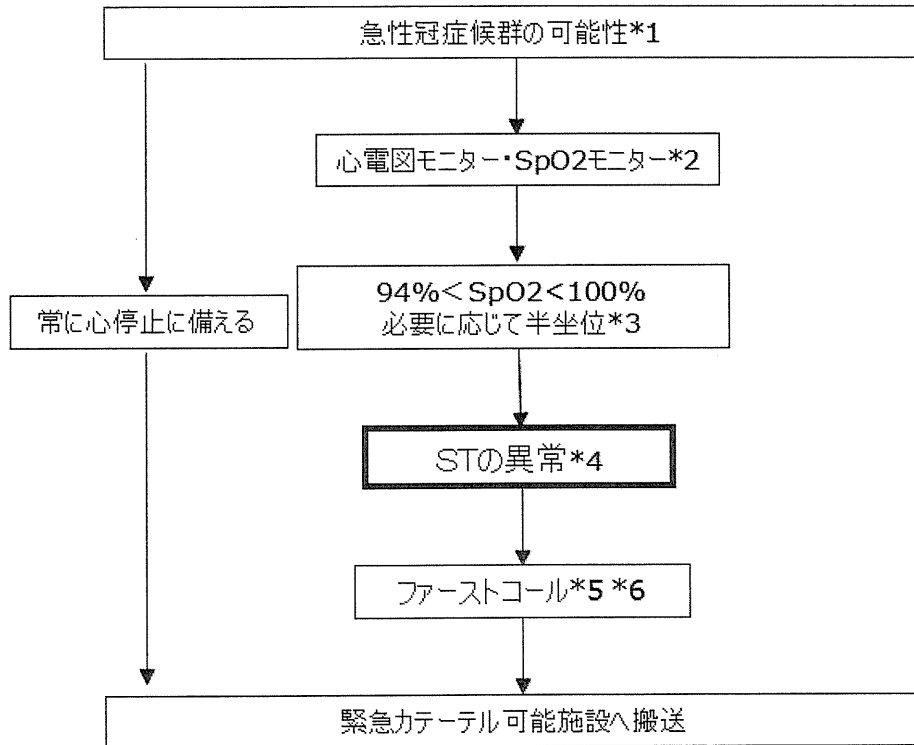 急性冠症候群の可能性*1
心電図モニター・SpO2モニター*2
94%＜SpO2<100%
必要に応じて半坐位*3
常に心停止に備える
STの異常*4
ファーストコール*5 *6
緊急カテーテル可能施設へ搬送